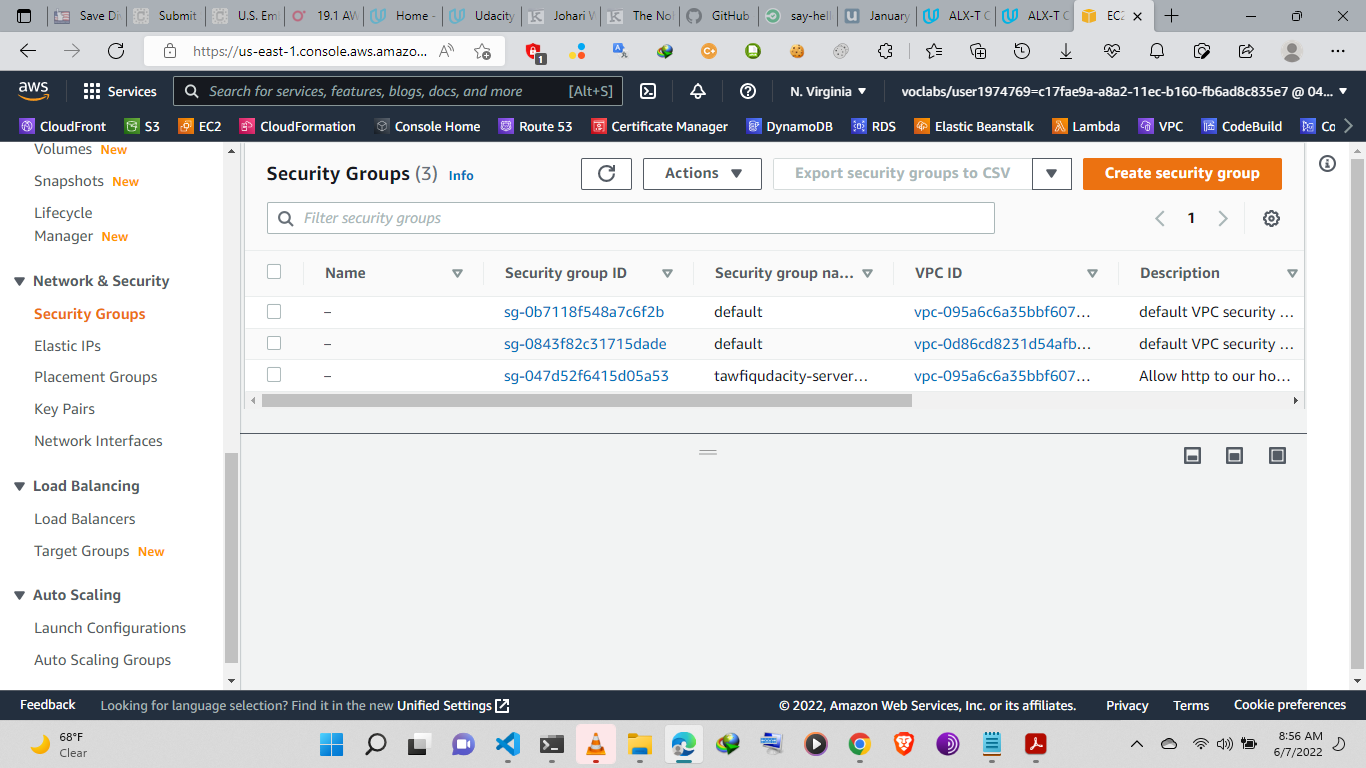 Save Di
Submit
U.S. Em
19.1 AW
Home -
Udacity
Johari W
The No
GitHub
say-hell
January
ALX-T C
ALX-T C
EC2
https://us-east-1.console.aws.amazo...
1
aws
Services
Search for services, features, blogs, docs, and more
[Alt+S]
N. Virginia
voclabs/user1974769=c17fae9a-a8a2-11ec-b160-fb6ad8c835e7 @ 04...
CloudFront
S3
EC2
CloudFormation
Console Home
Route 53
Certificate Manager
DynamoDB
RDS
Elastic Beanstalk
Lambda
VPC
CodeBuild
Co
Volumes New
Snapshots New
Lifecycle
Manager New
Network & Security
Security Groups
Elastic IPs
Placement Groups
Key Pairs
Network Interfaces
Load Balancing
Load Balancers
Target Groups New
Auto Scaling
Launch Configurations
Auto Scaling Groups
Security Groups (3) Info
Actions
Export security groups to CSV
Create security group
Filter security groups
1
Name
Security group ID
Security group na...
VPC ID
Description
– sg-0b7118f548a7c6f2b default vpc-095a6c6a35bbf607... default VPC security ...
– sg-0843f82c31715dade default vpc-0d86cd8231d54afb... default VPC security ...
– sg-047d52f6415d05a53 tawfiqudacity-server... vpc-095a6c6a35bbf607... Allow http to our ho...
Feedback
Looking for language selection? Find it in the new Unified Settings
© 2022, Amazon Web Services, Inc. or its affiliates.
Privacy
Terms
Cookie preferences
68°F
Clear
8:56 AM
6/7/2022